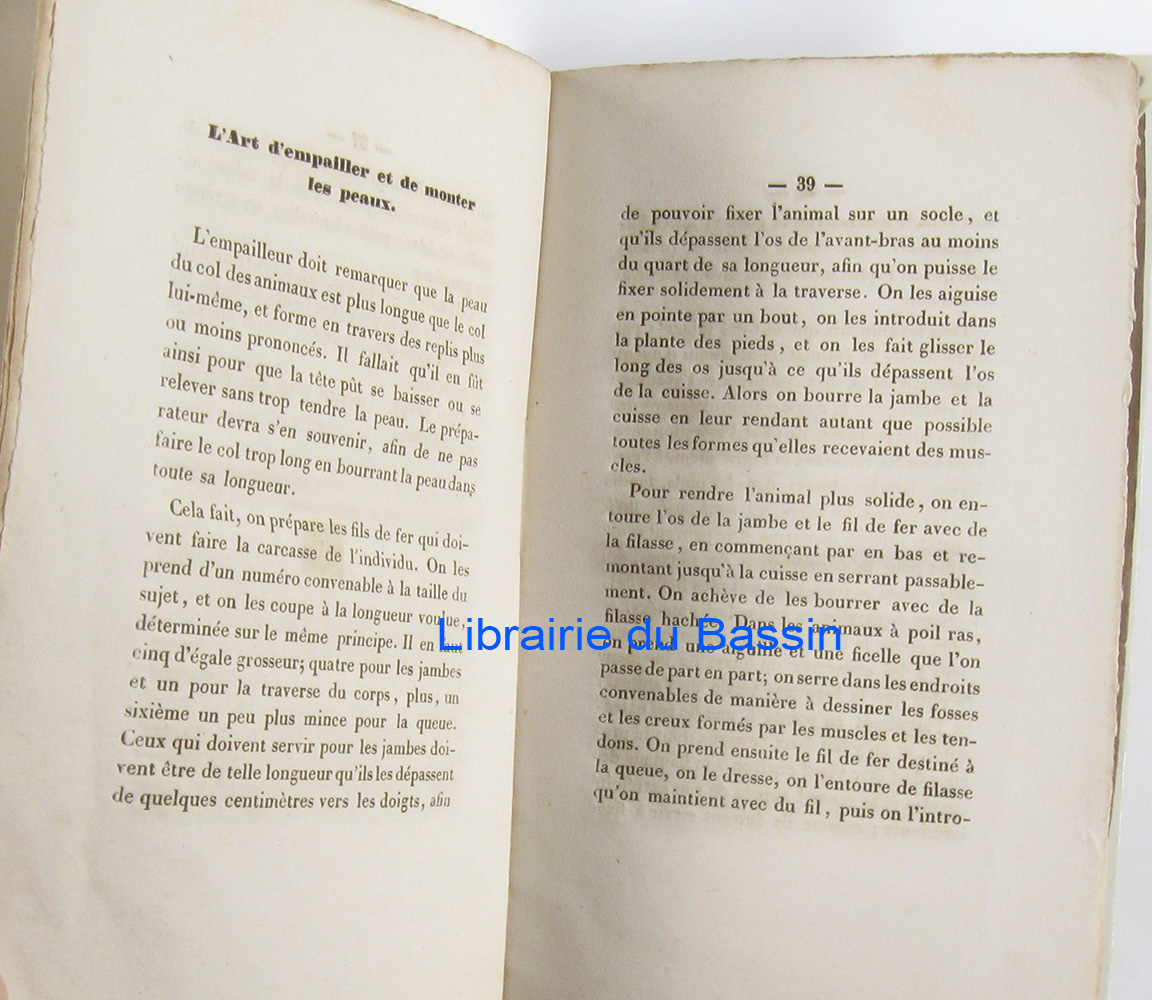 L'Art d'empailler et de monter
les peaux.
L'empailleur doit remarquer que la peau
du col des animaux est plus longue que le col
lui-même, et forme en travers des replis plus
ou moins prononcés. Il fallait qu'il en fût
ainsi pour que la tête pût se baisser ou se
relever sans trop tendre la peau. Le prépa-
rateur devra s'en souvenir, afin de ne pas
faire le col trop long en bourrant la peau dans
toute sa longueur.
Cela fait, on prépare les fils de fer qui doi-
vent faire la carcasse de l'individu. On les
prend d'un numéro convenable à la taille du
sujet, et on les coupe à la longueur voulue,
déterminée sur le même principe. Il en faut
cinq d'égale grosseur; quatre pour les jambes
et un pour la traverse du corps, plus, un
sixième un peu plus mince pour la queue.
Ceux qui doivent servir pour les jambes doi-
vent être de telle longueur qu'ils les dépassent
de quelques centimètres vers les doigts, afin
— 39 —
de pouvoir fixer l'animal sur un socle, et
qu'ils dépassent l'os de l'avant-bras au moins
du quart de sa longueur, afin qu'on puisse le
fixer solidement à la traverse. On les aiguise
en pointe par un bout, on les introduit dans
la plante des pieds, et on les fait glisser le
long des os jusqu'à ce qu'ils dépassent l'os
de la cuisse. Alors on bourre la jambe et la
cuisse en leur rendant autant que possible
toutes les formes qu'elles recevaient des mus-
cles.
Pour rendre l'animal plus solide, on en-
toure l'os de la jambe et le fil de fer avec de
la filasse, en commençant par en bas et re-
montant jusqu'à la cuisse en serrant passable-
ment. On achève de les bourrer avec de la
filasse hachée. Dans les animaux à poil ras,
on prend une aiguille et une ficelle que l'on
passe de part en part; on serre dans les endroits
convenables de manière à dessiner les fosses
et les creux formés par les muscles et les ten-
dons. On prend ensuite le fil de fer destiné à
la queue, on le dresse, on l'entoure de filasse
qu'on maintient avec du fil, puis on l'intro-
Librairie du Bassin